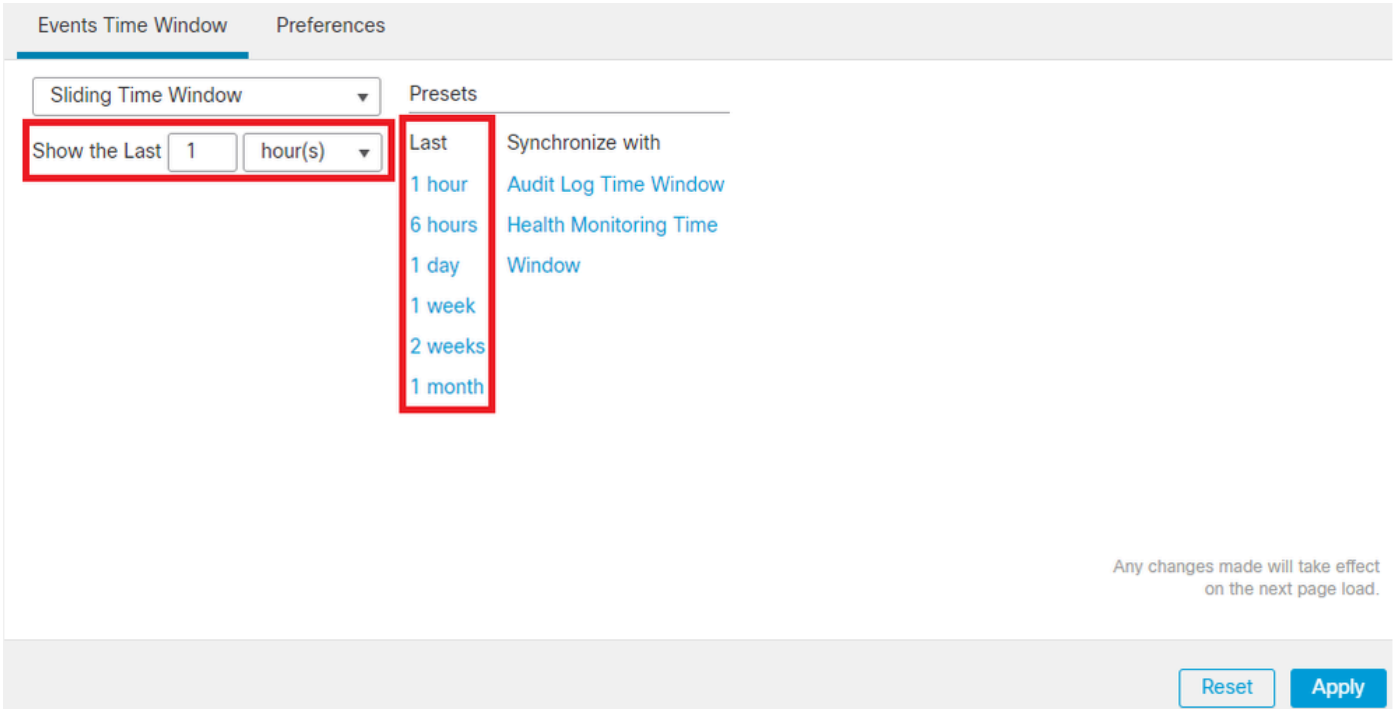 Events Time Window Preferences
Sliding Time Window
Show the Last 1 hour(s)
Presets
Last
1 hour
6 hours
1 day
1 week
2 weeks
1 month
Synchronize with
Audit Log Time Window
Health Monitoring Time
Window
Any changes made will take effect
on the next page load.
Reset Apply